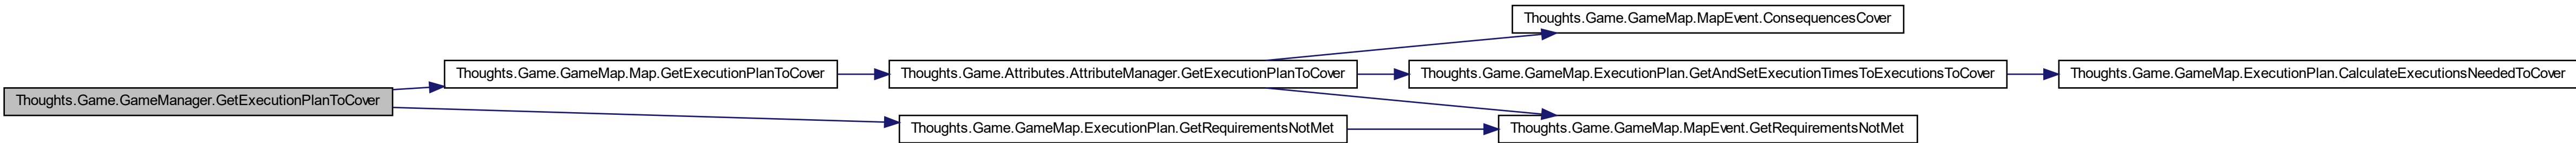 Thoughts.Game.GameManager.GetExecutionPlanToCover
Thoughts.Game.GameMap.Map.GetExecutionPlanToCover
Thoughts.Game.Attributes.AttributeManager.GetExecutionPlanToCover
Thoughts.Game.GameMap.MapEvent.ConsequencesCover
Thoughts.Game.GameMap.ExecutionPlan.GetAndSetExecutionTimesToExecutionsToCover
Thoughts.Game.GameMap.ExecutionPlan.CalculateExecutionsNeededToCover
Thoughts.Game.GameMap.ExecutionPlan.GetRequirementsNotMet
Thoughts.Game.GameMap.MapEvent.GetRequirementsNotMet